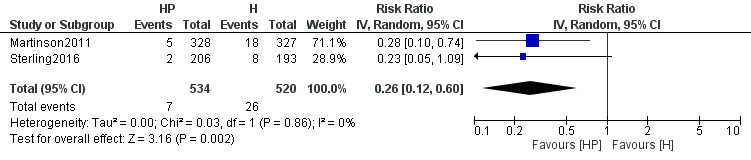 HP H Risk Ratio Risk Ratio
Study or Subgroup Events Total Events Total Weight IV, Random, 95% CI IV, Random, 95% CI
Martinson2011 5 328 18 327 71.1% 0.28 [0.10, 0.74]
Sterling2016 2 206 8 193 28.9% 0.23 [0.05, 1.09]
Total (95% CI) 534 520 100.0% 0.26 [0.12, 0.60]
Total events 7 26
Heterogeneity: Tau² = 0.00; Chi² = 0.03, df = 1 (P = 0.86); I² = 0%
Test for overall effect: Z = 3.16 (P = 0.002)
0.1 0.2 0.5 1 2 5 10
Favours [HP] Favours [H]